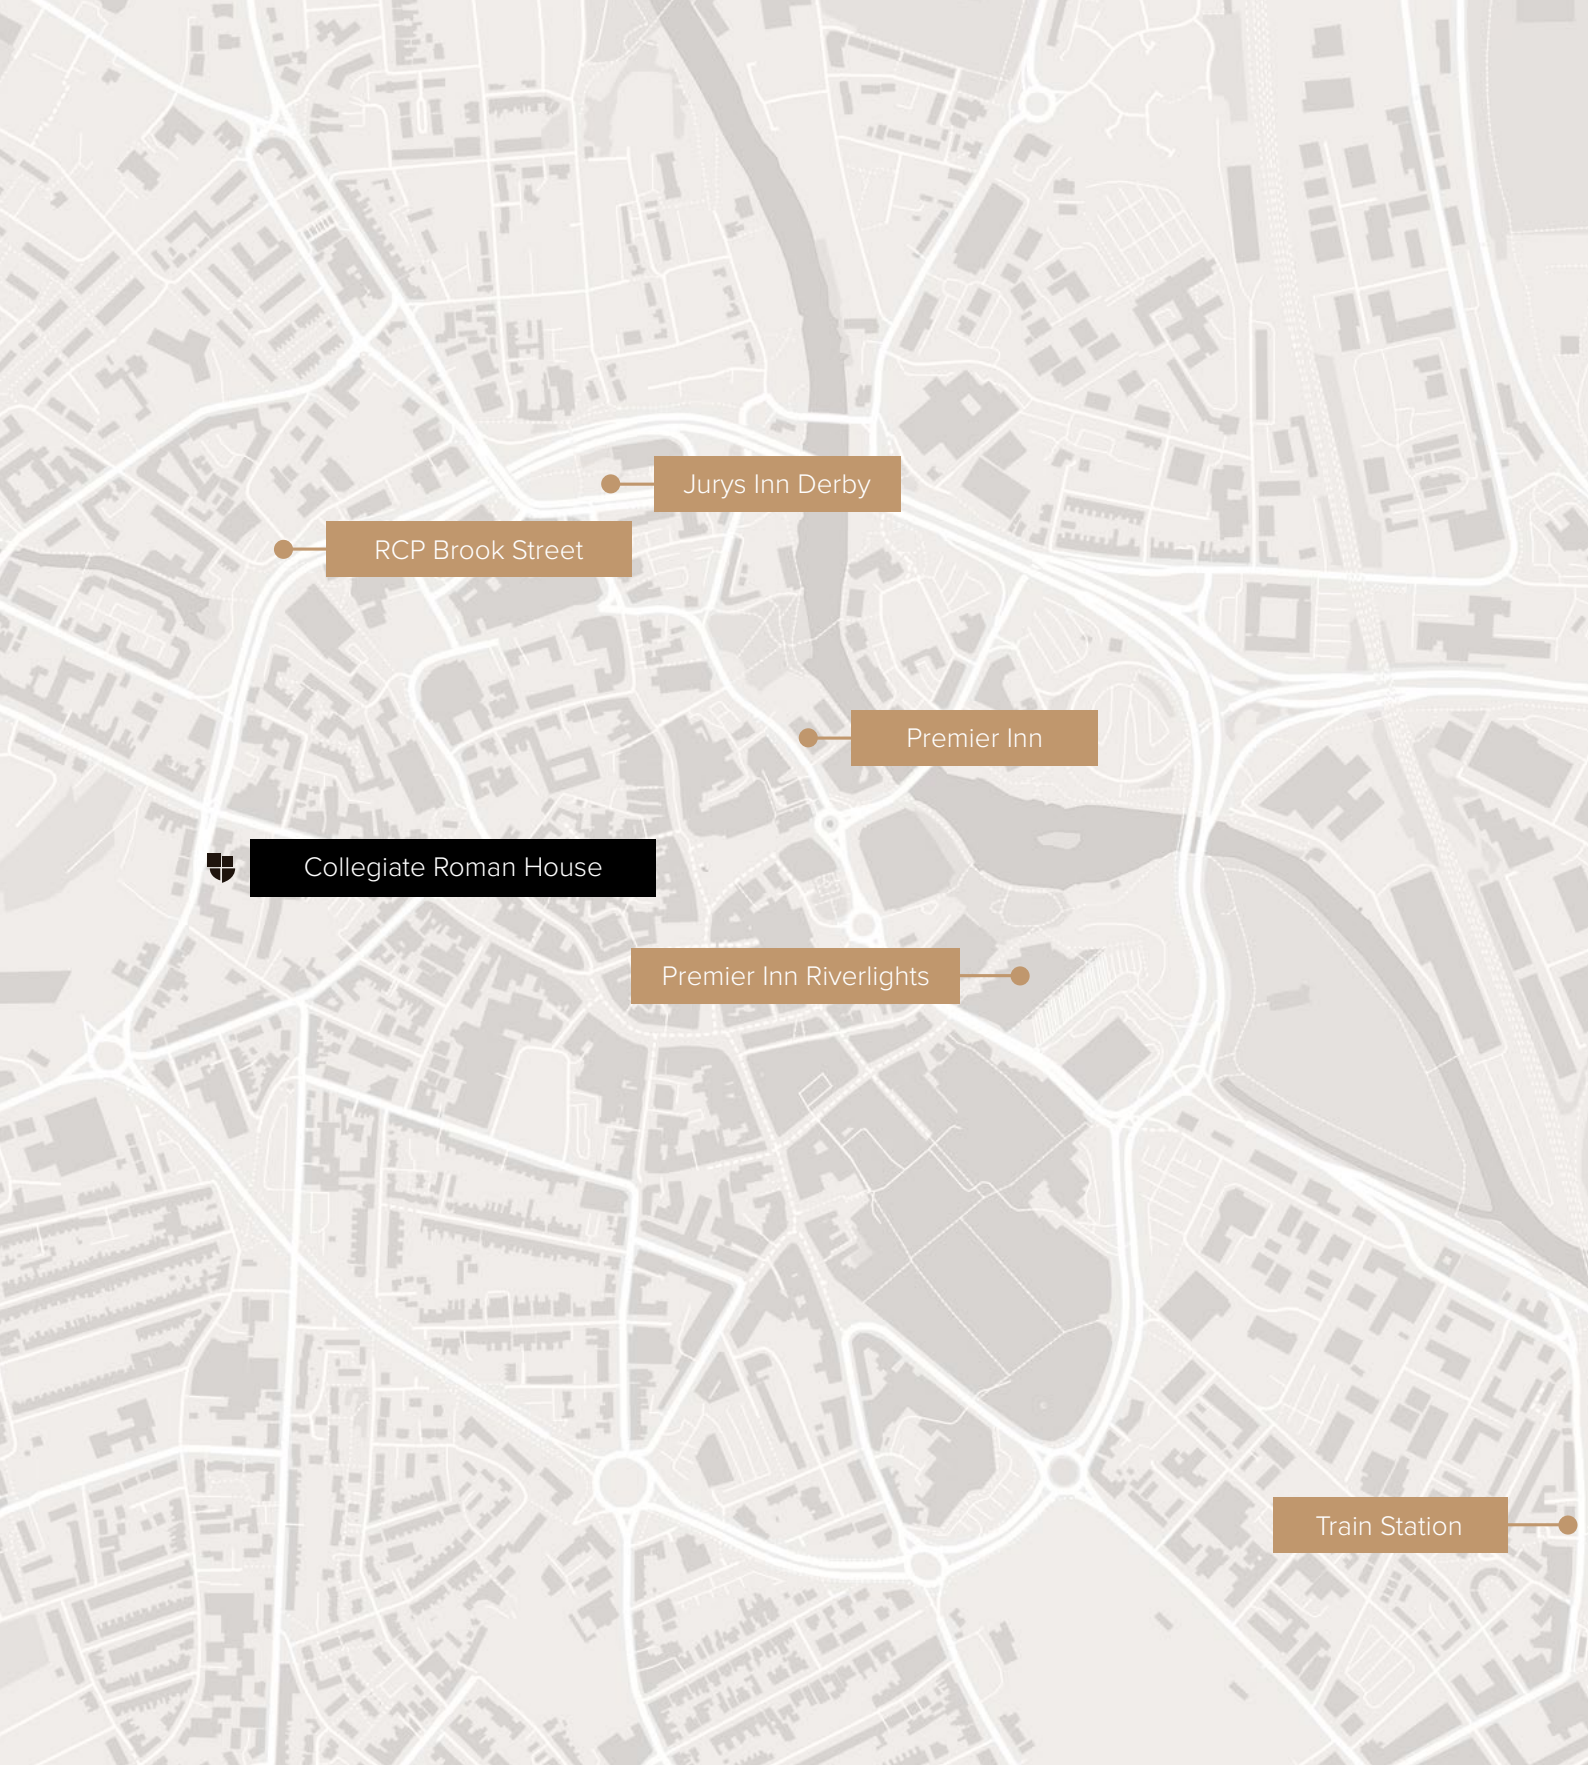 Jurys Inn Derby
RCP Brook Street
Premier Inn
Collegiate Roman House
Premier Inn Riverlights
Train Station